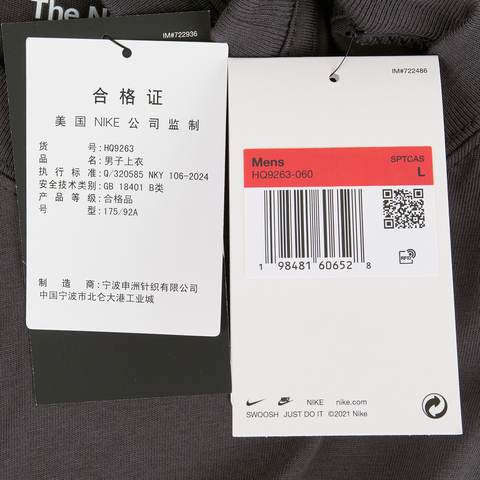 The N
IM#722936
合格证
美国 NIKE 公司监制
货 号:HQ9263
品 名:男子上衣
执行标准:Q/320585 NKY 106-2024
安全技术类别:GB 18401 B类
产品等级:合格品
号 型:175/92A
制造商:宁波申洲针织有限公司
中国宁波市北仑大港工业城
IM#722486
Mens SPTCAS
HQ9263-060 L
1 98481 60652 8
RFID
NIKE nike.com
SWOOSH JUST DO IT ©2021 Nike